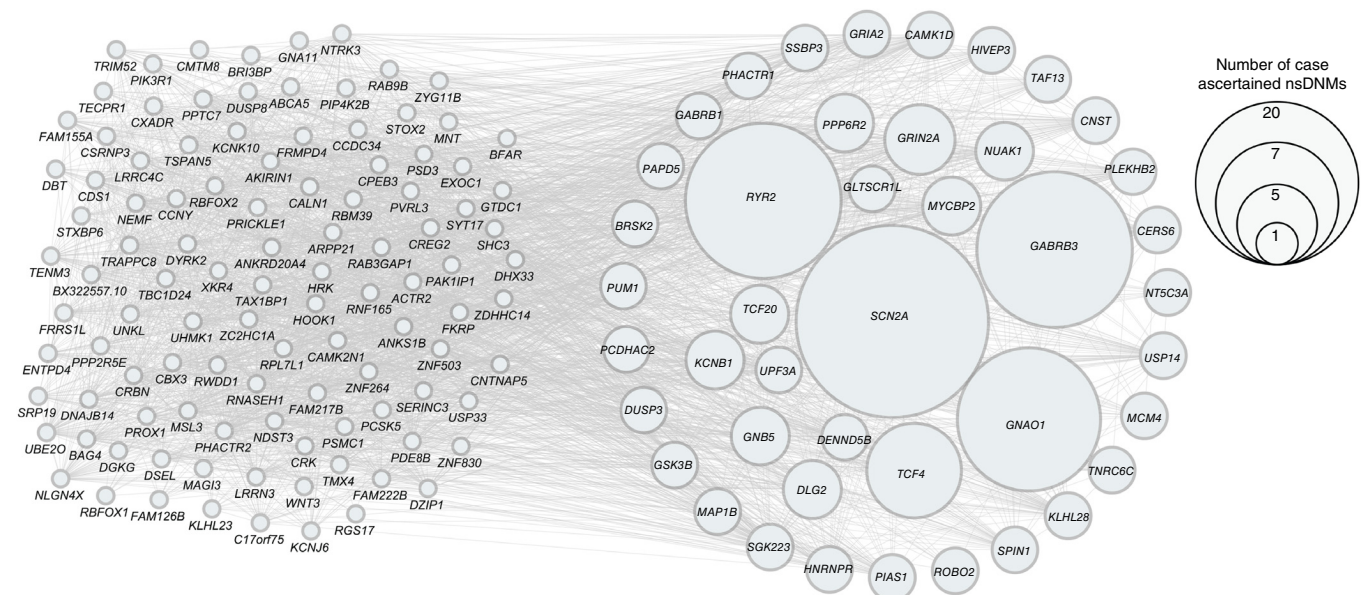 Number of case
ascertained nsDNMs
20
7
5
1
NTRK3
GNA11
TRIM52
PIK3R1
CMTM8
BRI3BP
RAB9B
ZYG11B
TECPR1
CXADR
PPTC7
DUSP8
ABCA5
PIP4K2B
STOX2
MNT
BFAR
FAM155A
CSRNP3
TSPAN5
KCNK10
FRMPD4
CCDC34
PSD3
EXOC1
DBT
LRRC4C
AKIRIN1
CPEB3
CDS1
NEMF
CCNY
RBFOX2
CALN1
RBM39
PVRL3
GTDC1
STXBP6
PRICKLE1
SYT17
SHC3
TENM3
TRAPPC8
DYRK2
ANKRD20A4
ARPP21
RAB3GAP1
CREG2
DHX33
BX322557.10
TBC1D24
XKR4
TAX1BP1
HRK
RNF165
ACTR2
PAK1IP1
ZDHHC14
FRRS1L
UNKL
UHMK1
ZC2HC1A
HOOK1
ANKS1B
FKRP
ENTPD4
PPP2R5E
CRBN
CBX3
RWDD1
RPL7L1
CAMK2N1
ZNF264
ZNF503
CNTNAP5
SRP19
DNAJB14
PROX1
MSL3
RNASEH1
FAM217B
PCSK5
SERINC3
USP33
UBE2O
BAG4
DGKG
DSEL
PHACTR2
NDST3
CRK
PSMC1
PDE8B
ZNF830
NLGN4X
RBFOX1
FAM126B
MAGI3
LRRN3
WNT3
TMX4
FAM222B
DZIP1
KLHL23
C17orf75
KCNJ6
RGS17
SSBP3
GRIA2
CAMK1D
HIVEP3
TAF13
PHACTR1
GABRB1
PPP6R2
GRIN2A
NUAK1
CNST
PAPD5
RYR2
GLTSCR1L
MYCBP2
PLEKHB2
BRSK2
GABRB3
CERS6
PUM1
TCF20
SCN2A
NT5C3A
PCDHAC2
KCNB1
UPF3A
USP14
DUSP3
GNB5
DENND5B
GNAO1
MCM4
GSK3B
DLG2
TCF4
TNRC6C
MAP1B
KLHL28
SGK223
HNRNPR
PIAS1
ROBO2
SPIN1